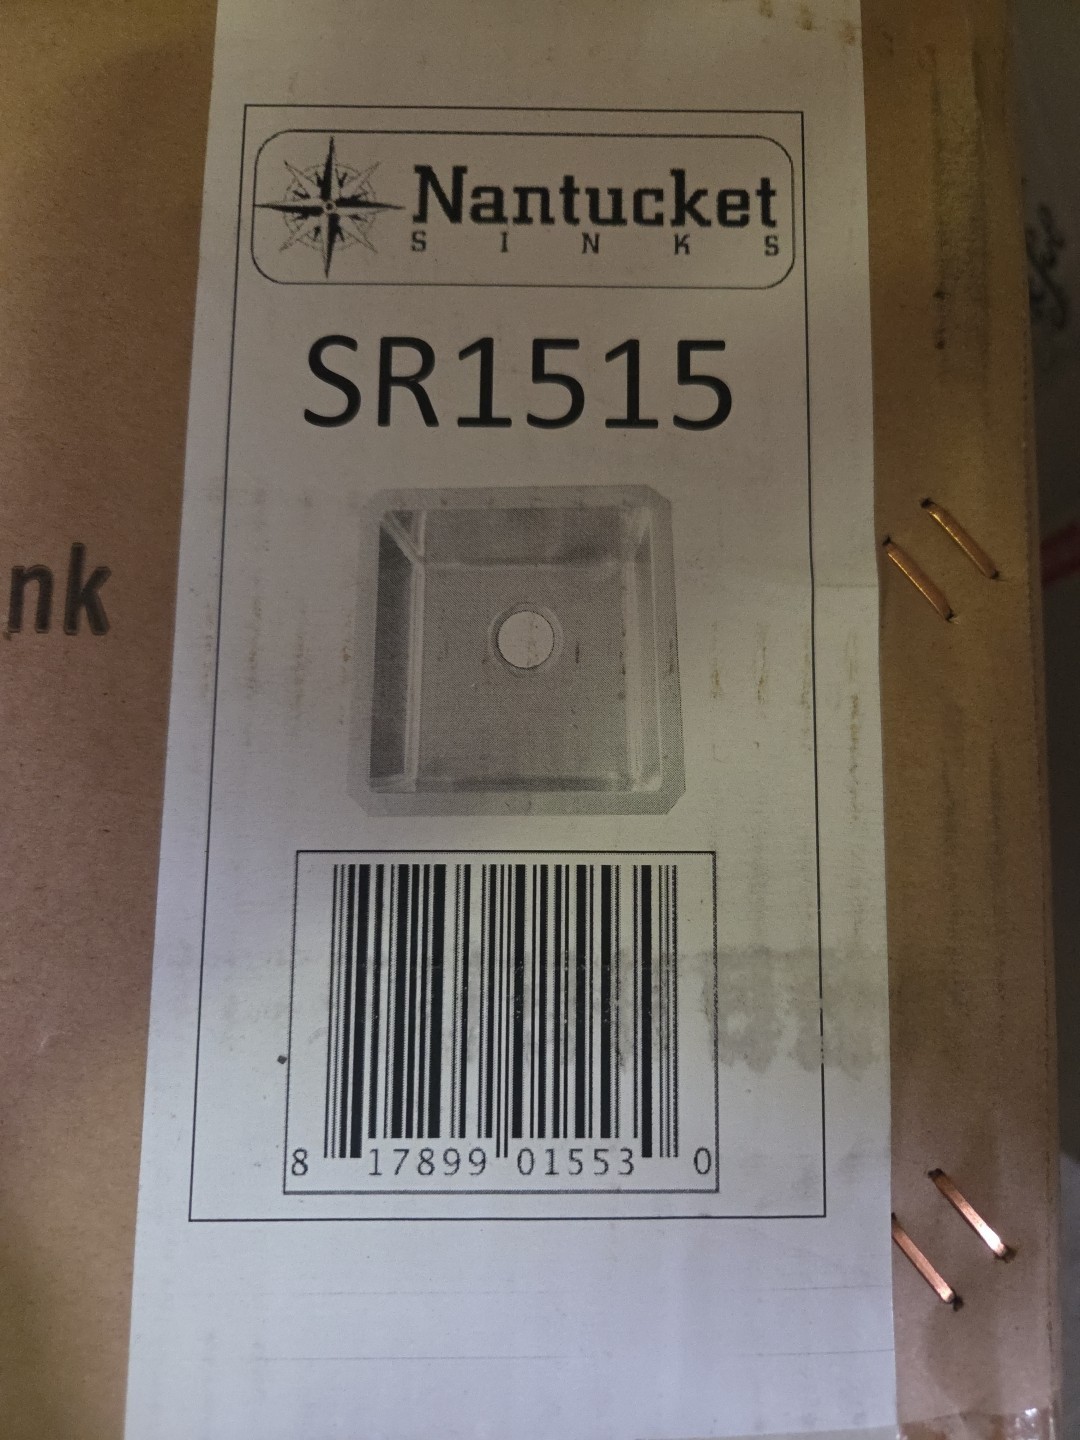 Nantucket
SINKS
SR1515
nk
8 17899 01553 0